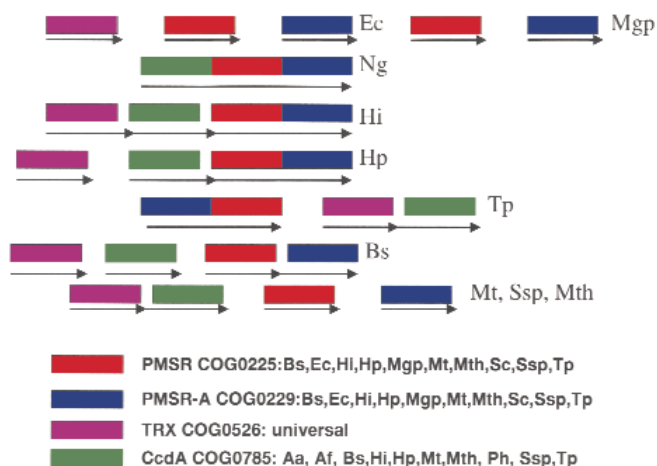 Ec
Mgp
Ng
Hi
Hp
Tp
Bs
Mt, Ssp, Mth
PMSR COG0225:Bs,Ec,Hi,Hp,Mgp,Mt,Mth,Sc,Ssp,Tp
PMSR-A COG0229:Bs,Ec,Hi,Hp,Mgp,Mt,Mth,Sc,Ssp,Tp
TRX COG0526: universal
CcdA COG0785: Aa, Af, Bs,Hi,Hp,Mt,Mth, Ph, Ssp,Tp